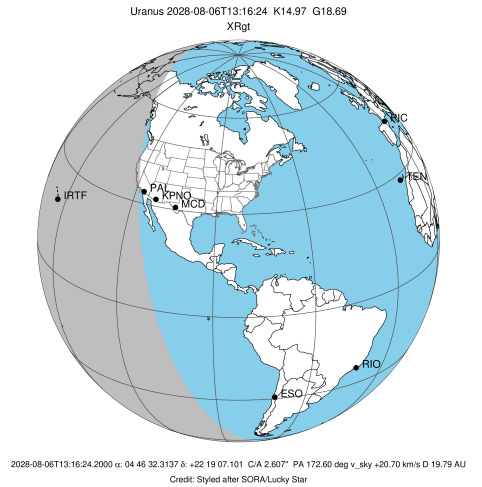 Uranus 2028-08-06T13:16:24 K14.97 G18.69
XRgt
PIC
TEN
PAL
IRTF
KPNO
MCD
RIO
ESO
2028-08-06T13:16:24.2000 α: 04 46 32.3137 δ: +22 19 07.101 C/A 2.607" PA 172.60 deg v_sky +20.70 km/s D 19.79 AU
Credit: Styled after SORA/Lucky Star